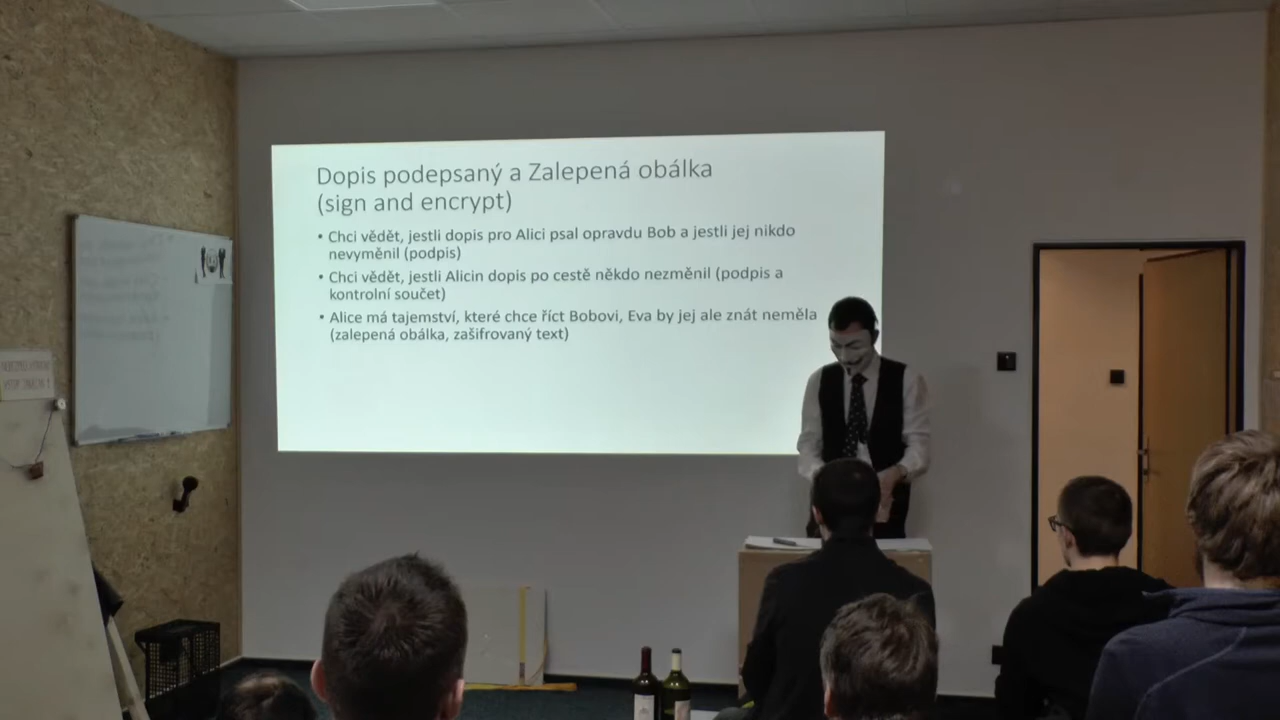 Dopis podepsaný a Zalepená obálka
(sign and encrypt)
• Chci vědět, jestli dopis pro Alici psal opravdu Bob a jestli jej nikdo
nevyměnil (podpis)
• Chci vědět, jestli Alicin dopis po cestě někdo nezměnil (podpis a
kontrolní součet)
• Alice má tajemství, které chce říct Bobovi, Eva by jej ale znát neměla
(zalepená obálka, zašifrovaný text)